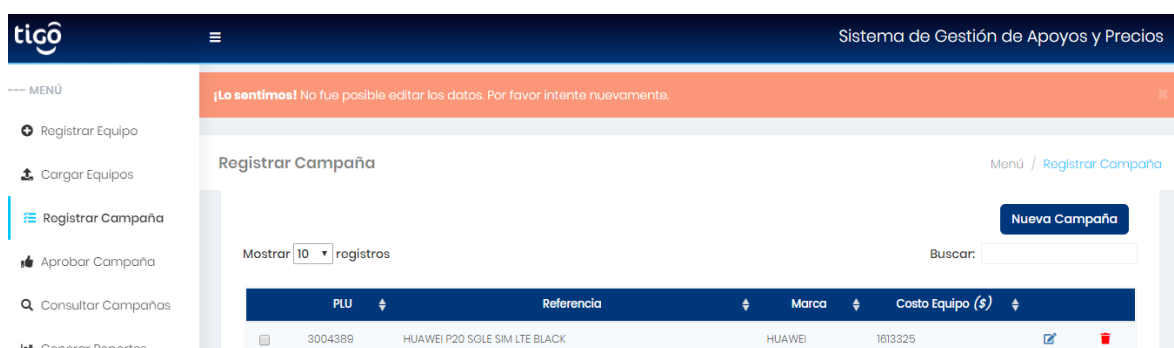 tigo
Sistema de Gestión de Apoyos y Precios
--- MENÚ
¡Lo sentimos! No fue posible editar los datos. Por favor intente nuevamente.
Registrar Equipo
Registrar Campaña
Menú / Registrar Campaña
Cargar Equipos
Registrar Campaña
Nueva Campaña
Mostrar 10 registros
Buscar:
Aprobar Campaña
Consultar Campañas
PLU Referencia Marca Costo Equipo ($)
3004389 HUAWEI P20 SGLE SIM LTE BLACK HUAWEI 1613325
Generar Reportes